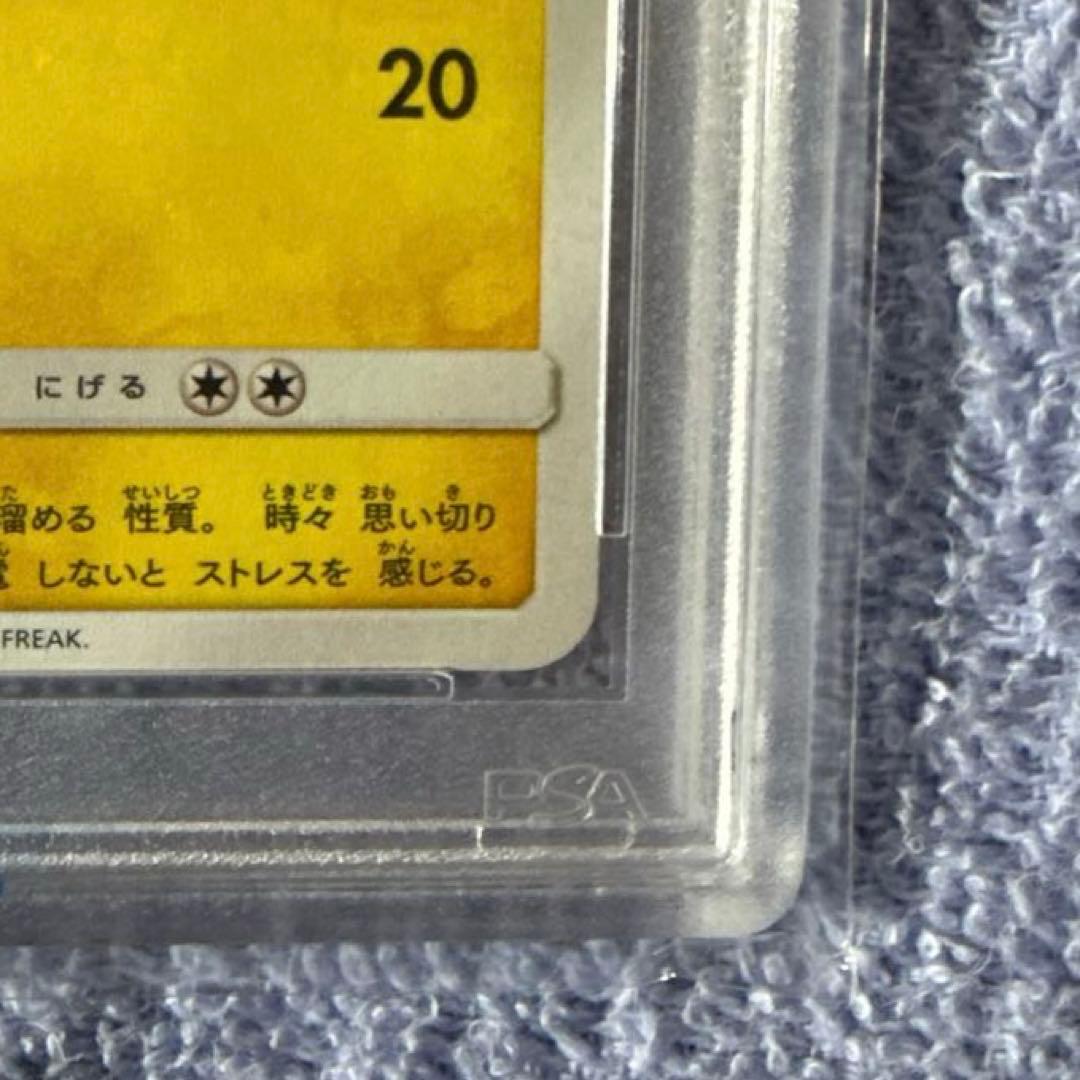 20
にげる
める 性質。 時々 思い切り
しないと ストレスを 感じる。
FREAK.
PSA